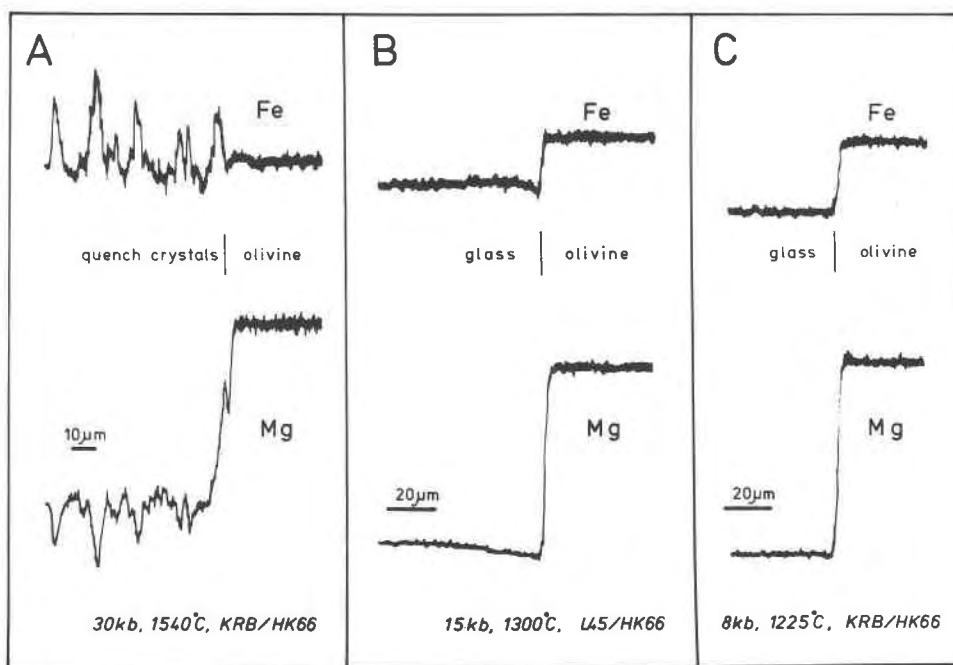 A
Fe
quench crystals | olivine
10µm
Mg
30kb, 1540°C, KRB/HK66
B
Fe
glass | olivine
20µm
Mg
15kb, 1300°C, U45/HK66
C
Fe
glass | olivine
20µm
Mg
8kb, 1225°C, KRB/HK66